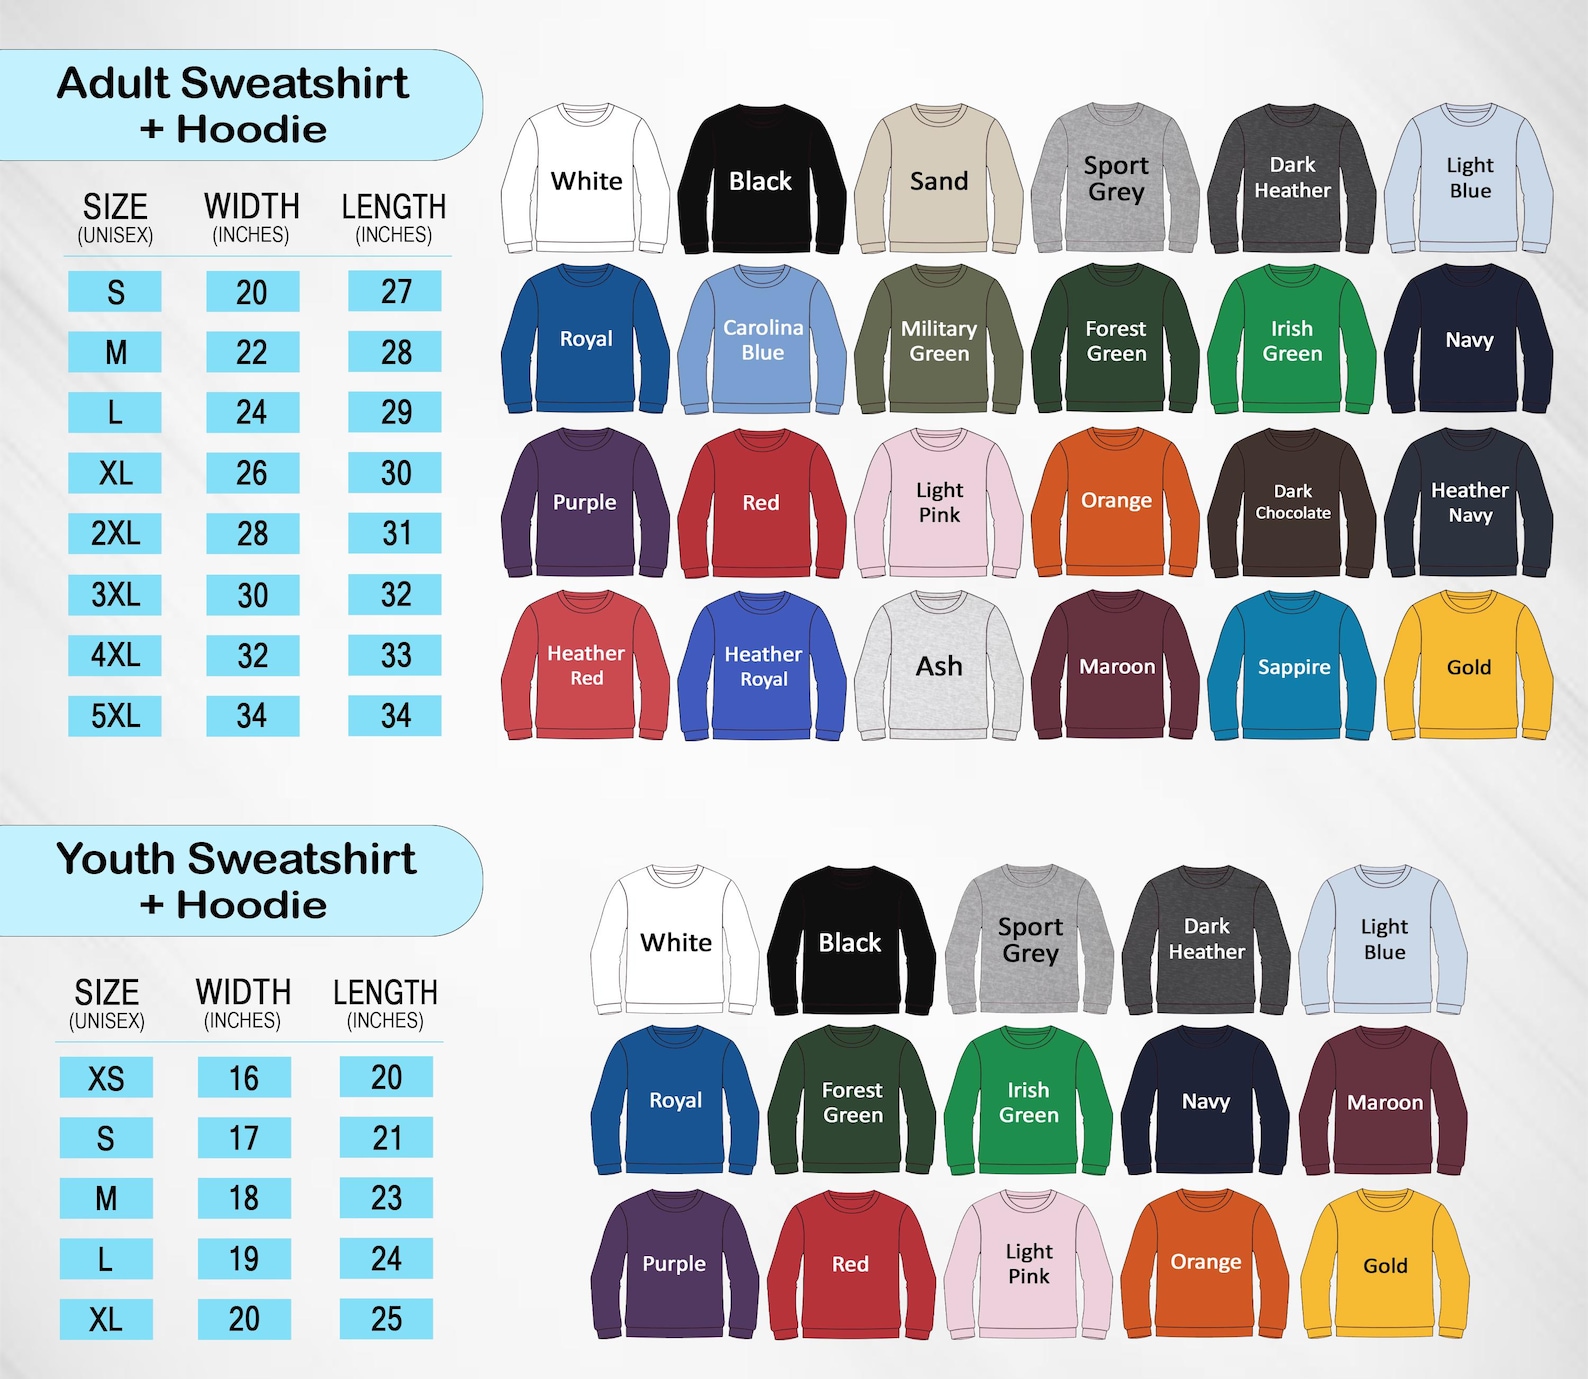 Adult Sweatshirt
+ Hoodie
SIZE WIDTH LENGTH
(UNISEX) (INCHES) (INCHES)
S 20 27
M 22 28
L 24 29
XL 26 30
2XL 28 31
3XL 30 32
4XL 32 33
5XL 34 34
White
Black
Sand
Sport
Grey
Dark
Heather
Light
Blue
Royal
Carolina
Blue
Military
Green
Forest
Green
Irish
Green
Navy
Purple
Red
Light
Pink
Orange
Dark
Chocolate
Heather
Navy
Heather
Red
Heather
Royal
Ash
Maroon
Sappire
Gold
Youth Sweatshirt
+ Hoodie
SIZE WIDTH LENGTH
(UNISEX) (INCHES) (INCHES)
XS 16 20
S 17 21
M 18 23
L 19 24
XL 20 25
White
Black
Sport
Grey
Dark
Heather
Light
Blue
Royal
Forest
Green
Irish
Green
Navy
Maroon
Purple
Red
Light
Pink
Orange
Gold